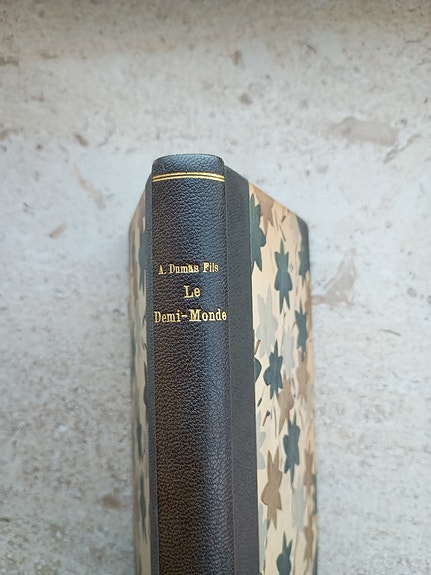 A. Dumas Fils
Le
Demi-Monde